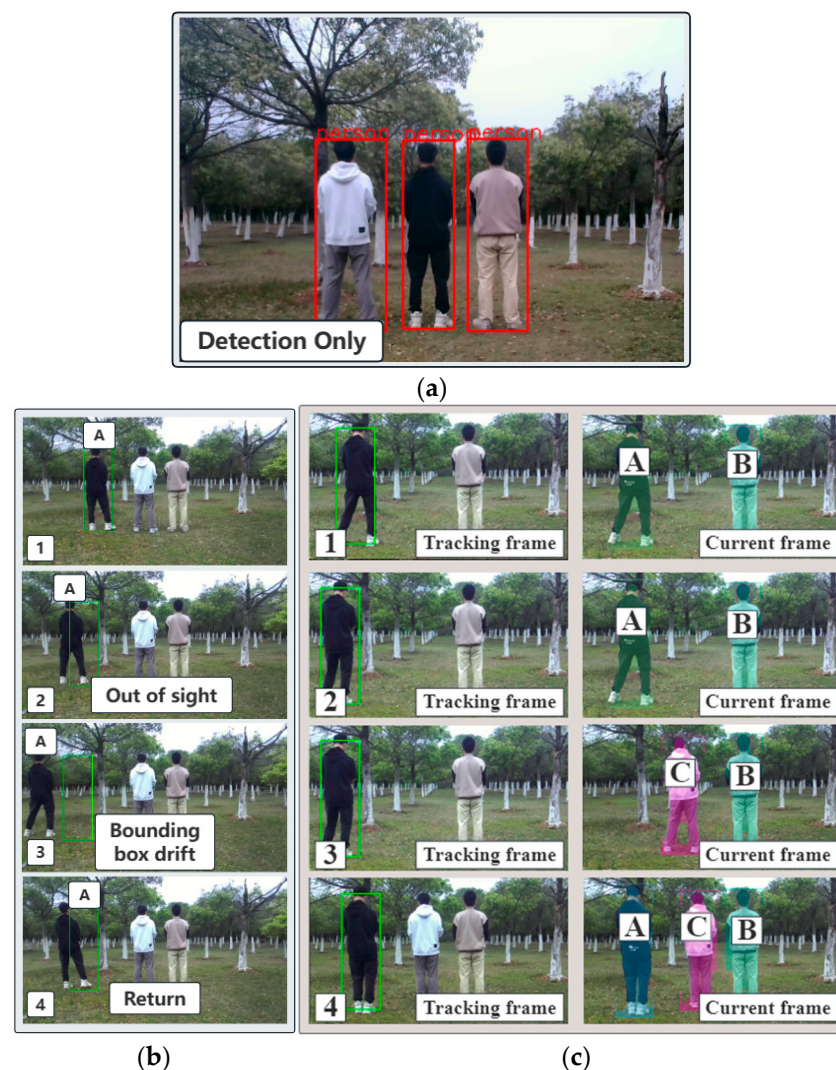 person person person
Detection Only
(a)
A
1
A
2
Out of sight
A
3
Bounding
box drift
A
4
Return
(b)
1
Tracking frame
A
B
Current frame
2
Tracking frame
A
B
Current frame
3
Tracking frame
C
B
Current frame
4
Tracking frame
A
C
B
Current frame
(c)